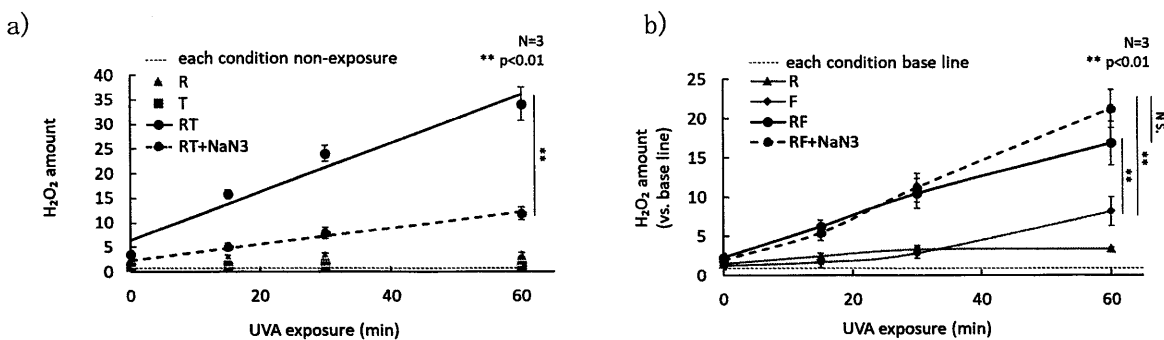 a)
N=3
** p<0.01
each condition non-exposure
R
T
RT
RT+NaN3
40
35
30
25
20
15
10
5
0
H₂O₂ amount
**
0 20 40 60
UVA exposure (min)
b)
N=3
** p<0.01
each condition base line
R
F
RF
RF+NaN3
25
20
15
10
5
0
H₂O₂ amount
(vs. base line)
**
**
N.S.
0 20 40 60
UVA exposure (min)